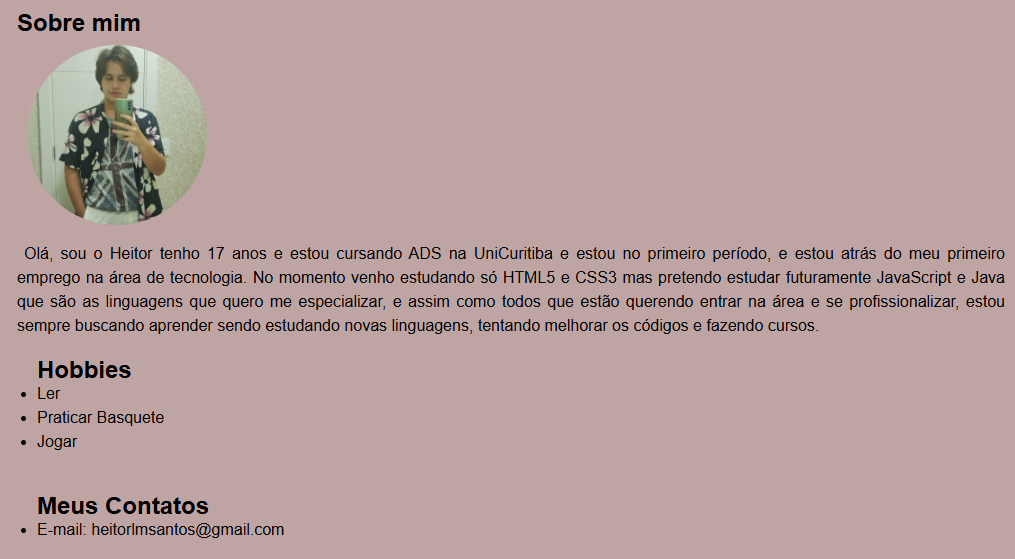 Sobre mim
Olá, sou o Heitor tenho 17 anos e estou cursando ADS na UniCuritiba e estou no primeiro período, e estou atrás do meu primeiro
emprego na área de tecnologia. No momento venho estudando só HTML5 e CSS3 mas pretendo estudar futuramente JavaScript e Java
que são as linguagens que quero me especializar, e assim como todos que estão querendo entrar na área e se profissionalizar, estou
sempre buscando aprender sendo estudando novas linguagens, tentando melhorar os códigos e fazendo cursos.
Hobbies
• Ler
• Praticar Basquete
• Jogar
Meus Contatos
• E-mail: heitorlmsantos@gmail.com